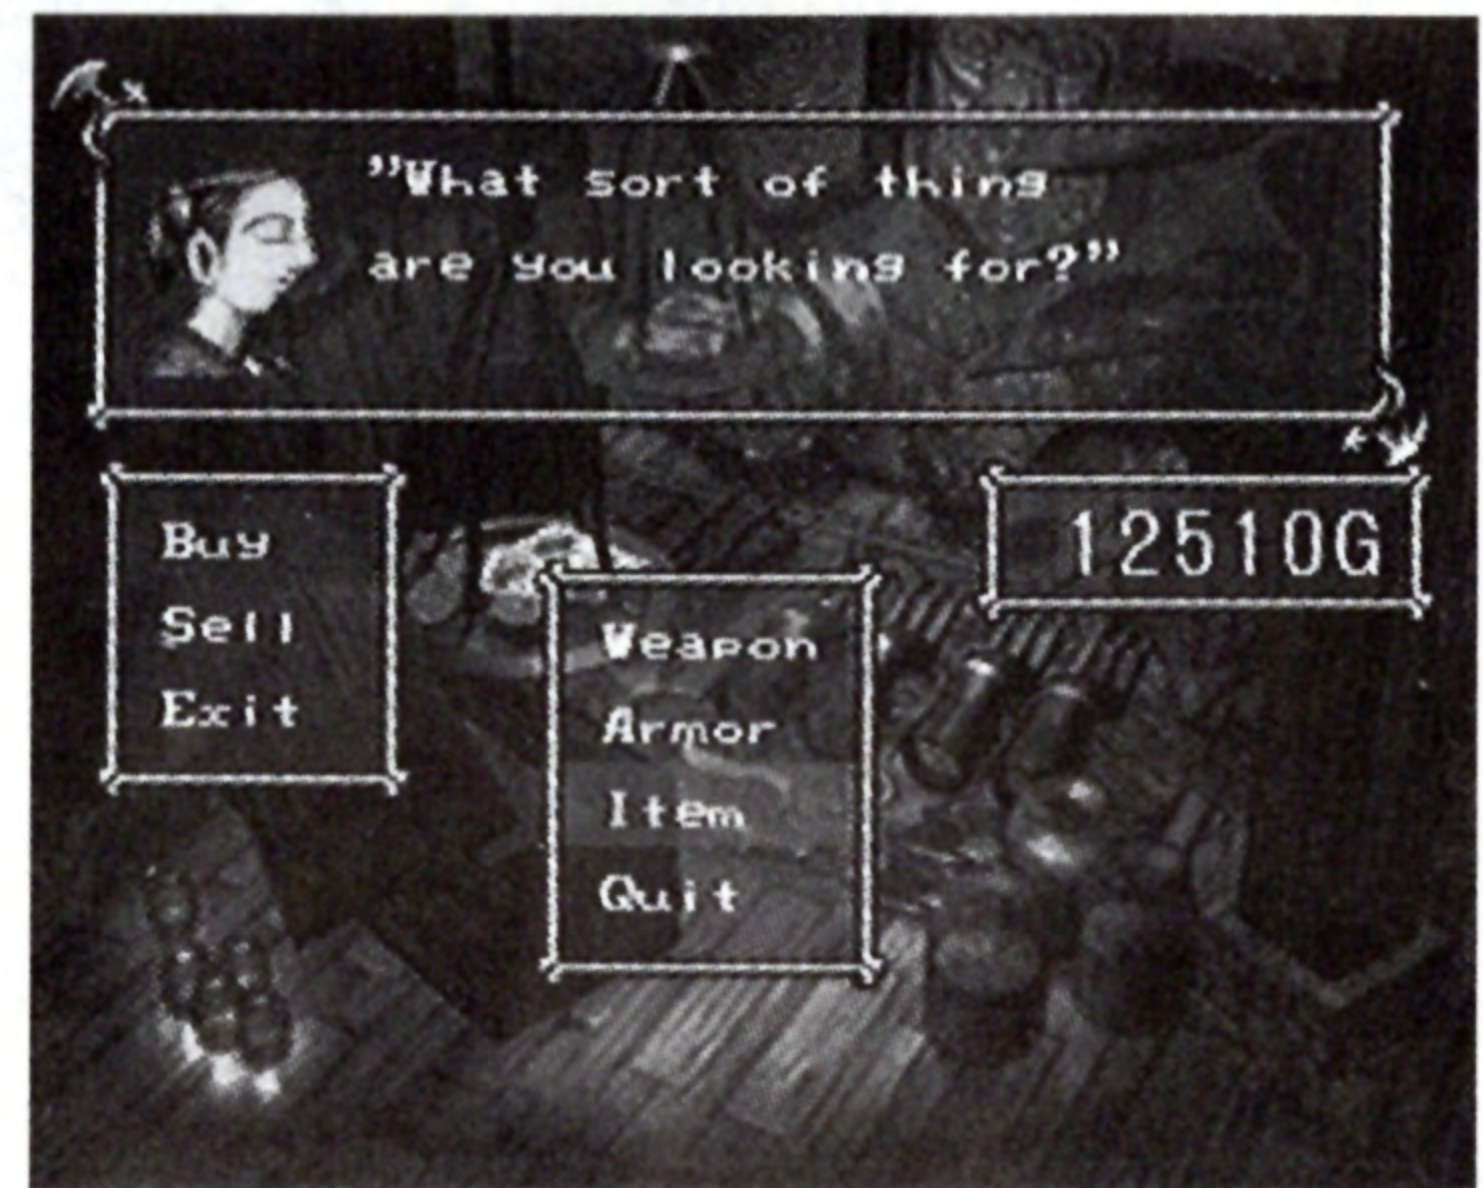 ”What sort of thing
are you looking for?”
Buy
Sell
Exit
12510G
Weapon
Armor
Item
Quit